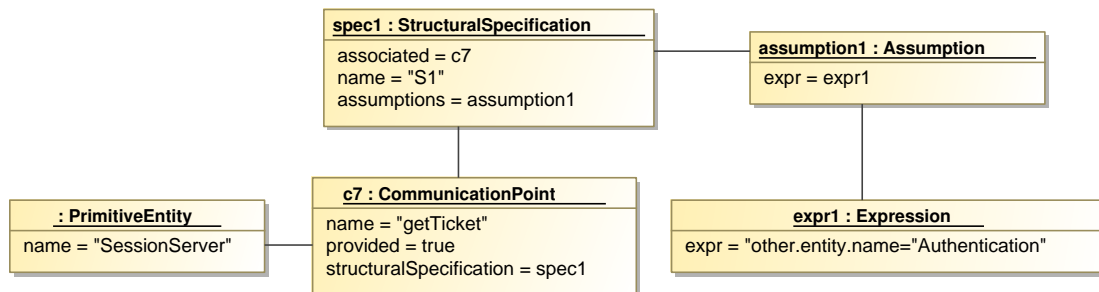 spec1 : StructuralSpecification
associated = c7
name = "S1"
assumptions = assumption1
assumption1 : Assumption
expr = expr1
: PrimitiveEntity
name = "SessionServer"
c7 : CommunicationPoint
name = "getTicket"
provided = true
structuralSpecification = spec1
expr1 : Expression
expr = "other.entity.name="Authentication"